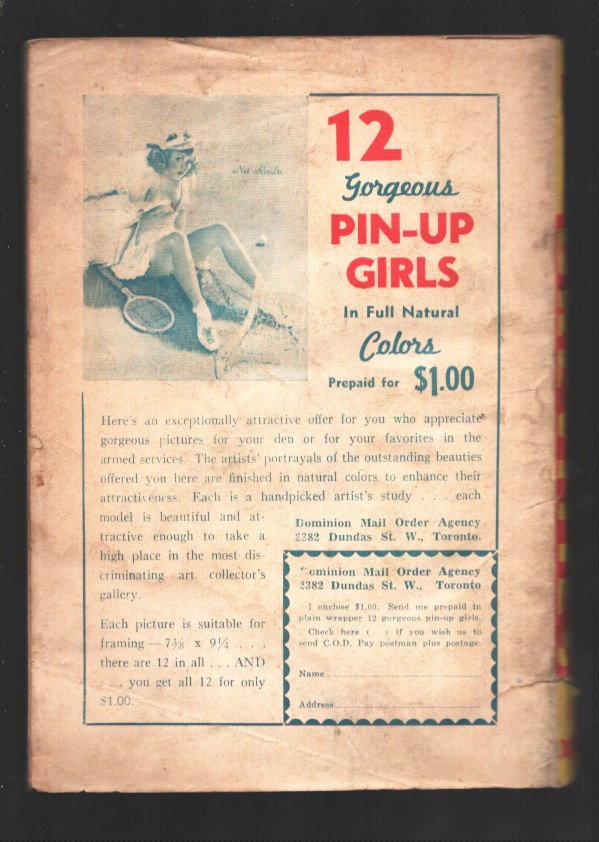 Net Results
12
Gorgeous
PIN-UP
GIRLS
In Full Natural
Colors
Prepaid for $1.00
Here's an exceptionally attractive offer for you who appreciate
gorgeous pictures for your den or for your favorites in the
armed services. The artists' portrayals of the outstanding beauties
offered you here are finished in natural colors to enhance their
attractiveness. Each is a handpicked artist's study . . . each
model is beautiful and at-
tractive enough to take a
high place in the most dis-
criminating art collector's
gallery.
Each picture is suitable for
framing — 7⅜ x 9¼ . . .
there are 12 in all . . . AND
. . . you get all 12 for only
$1.00.
Dominion Mail Order Agency
2382 Dundas St. W., Toronto.
Dominion Mail Order Agency
2382 Dundas St. W., Toronto
I enclose $1.00. Send me prepaid in
plain wrapper 12 gorgeous pin-up girls.
Check here ( ) if you wish us to
send C.O.D. Pay postman plus postage.
Name
Address